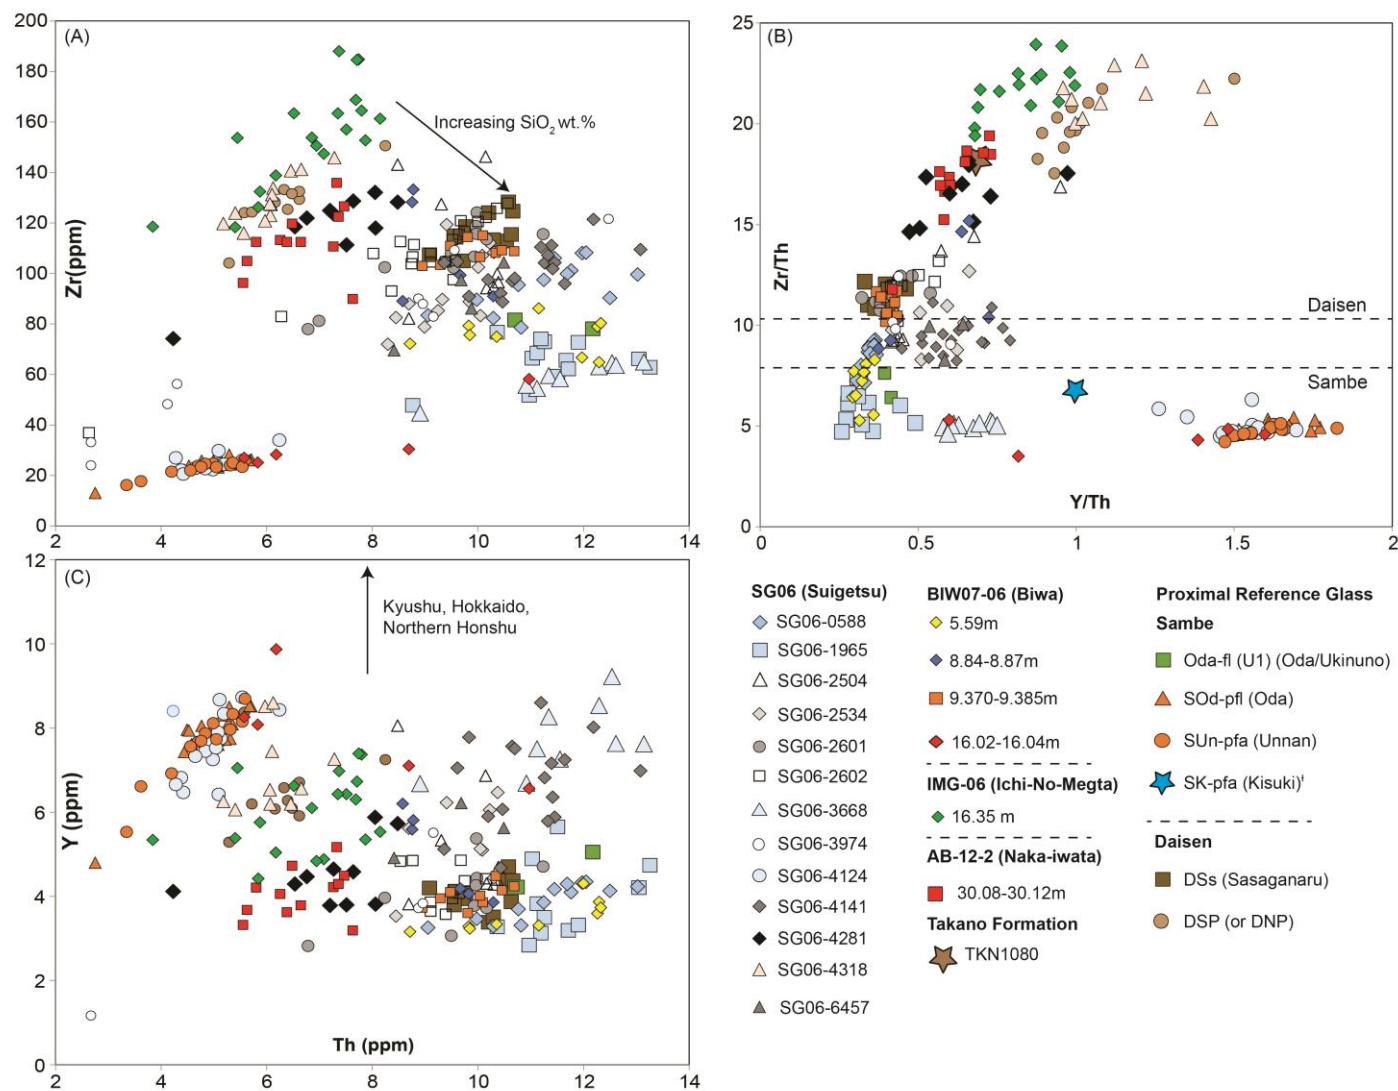 (A)
200
180
160
140
120
100
80
60
40
20
0
Zr(ppm)
Increasing SiO2 wt.%
2
4
6
8
10
12
14
(B)
25
20
15
10
5
0
Zr/Th
Daisen
Sambe
Y/Th
0
0.5
1
1.5
2
(C)
12
10
8
6
4
2
0
Y (ppm)
Kyushu, Hokkaido,
Northern Honshu
Th (ppm)
2
4
6
8
10
12
14
SG06 (Suigetsu)
SG06-0588
SG06-1965
SG06-2504
SG06-2534
SG06-2601
SG06-2602
SG06-3668
SG06-3974
SG06-4124
SG06-4141
SG06-4281
SG06-4318
SG06-6457
BIW07-06 (Biwa)
5.59m
8.84-8.87m
9.370-9.385m
16.02-16.04m
IMG-06 (Ichi-No-Megta)
16.35 m
AB-12-2 (Naka-iwata)
30.08-30.12m
Takano Formation
TKN1080
Proximal Reference Glass
Sambe
Oda-fl (U1) (Oda/Ukinuno)
SOd-pfl (Oda)
SUn-pfa (Unnan)
SK-pfa (Kisuki)
Daisen
DSs (Sasaganaru)
DSP (or DNP)